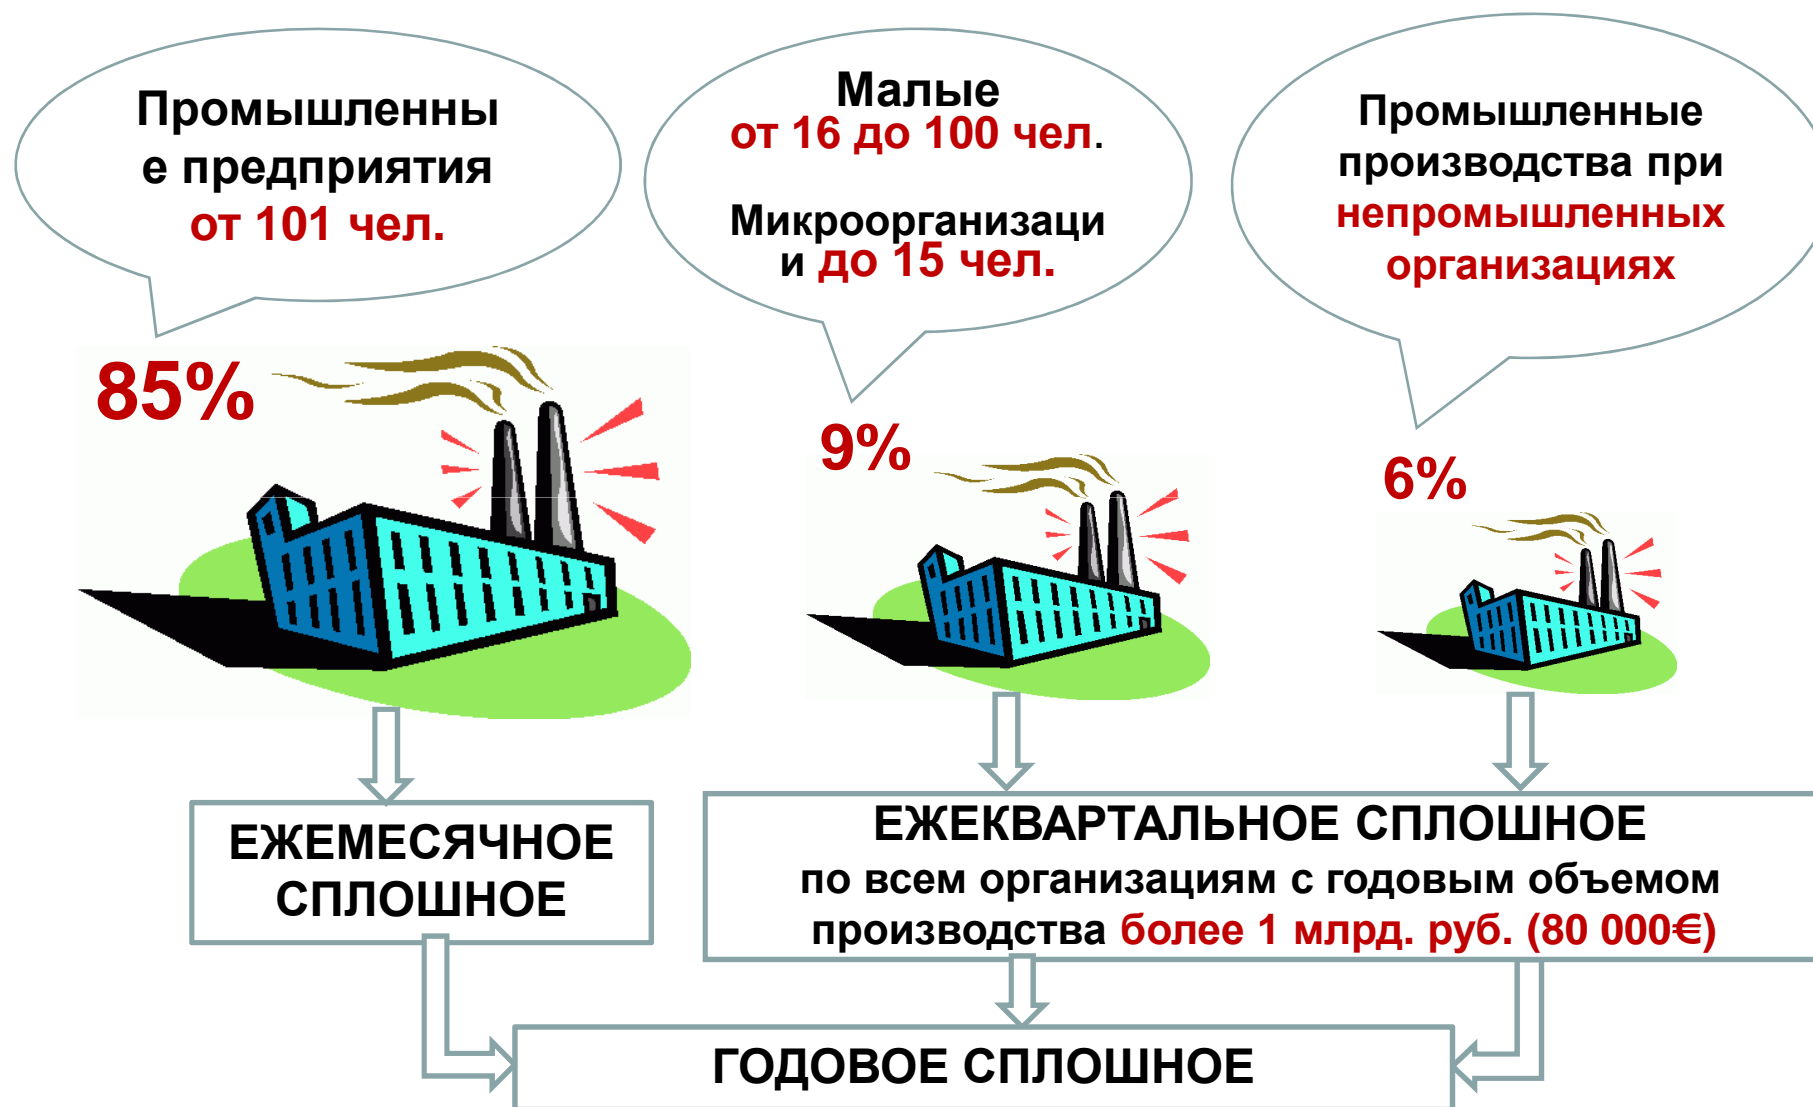 Промышленны
е предприятия
от 101 чел.
Малые
от 16 до 100 чел.
Микроорганизаци
и до 15 чел.
Промышленные
производства при
непромышленных
организациях
85%
9%
6%
ЕЖЕМЕСЯЧНОЕ
СПЛОШНОЕ
ЕЖЕКВАРТАЛЬНОЕ СПЛОШНОЕ
по всем организациям с годовым объемом
производства более 1 млрд. руб. (80 000€)
ГОДОВОЕ СПЛОШНОЕ